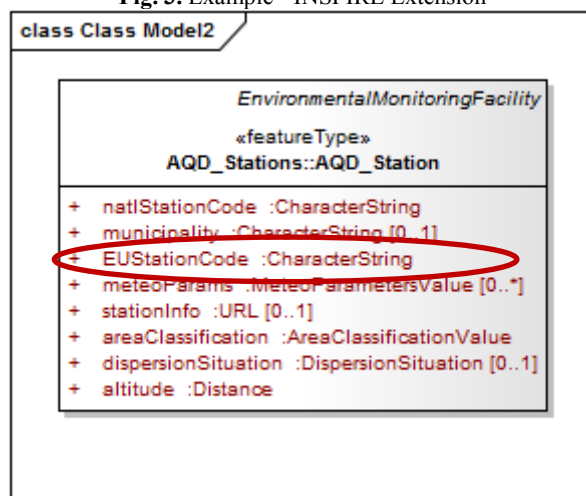 Fig. 3. Example - INSPIRE Extension
class Class Model2
EnvironmentalMonitoringFacility
«featureType»
AQD_Stations::AQD_Station
+ natlStationCode :CharacterString
+ municipality :CharacterString [0..1]
+ EUStationCode :CharacterString
+ meteoParams :MeteoParametersValue [0..*]
+ stationInfo :URL [0..1]
+ areaClassification :AreaClassificationValue
+ dispersionSituation :DispersionSituation [0..1]
+ altitude :Distance